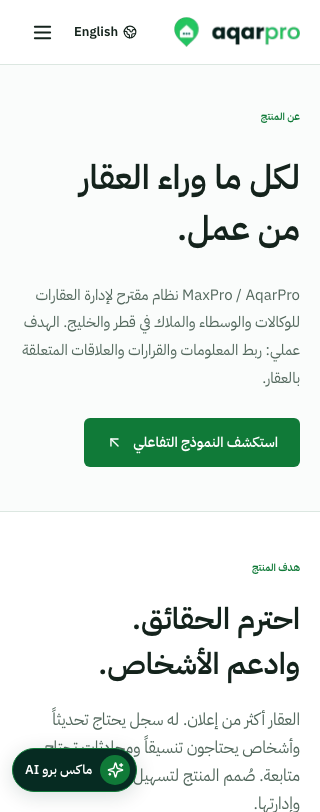 aqarpro
English
عن المنتج
لكل ما وراء العقار
من عمل.
MaxPro / AqarPro نظام مقترح لإدارة العقارات
للوكالات والوسطاء والملاك في قطر والخليج. الهدف
عملي: ربط المعلومات والقرارات والعلاقات المتعلقة
بالعقار.
استكشف النموذج التفاعلي
هدف المنتج
احترم الحقائق.
وادعم الأشخاص.
العقار أكثر من إعلان. له سجل يحتاج تحديثاً
وأشخاص يحتاجون تنسيقاً ومحادثات تحتاج
متابعة. صُمم المنتج لتسهيل
وإدارتها.
ماكس برو AI